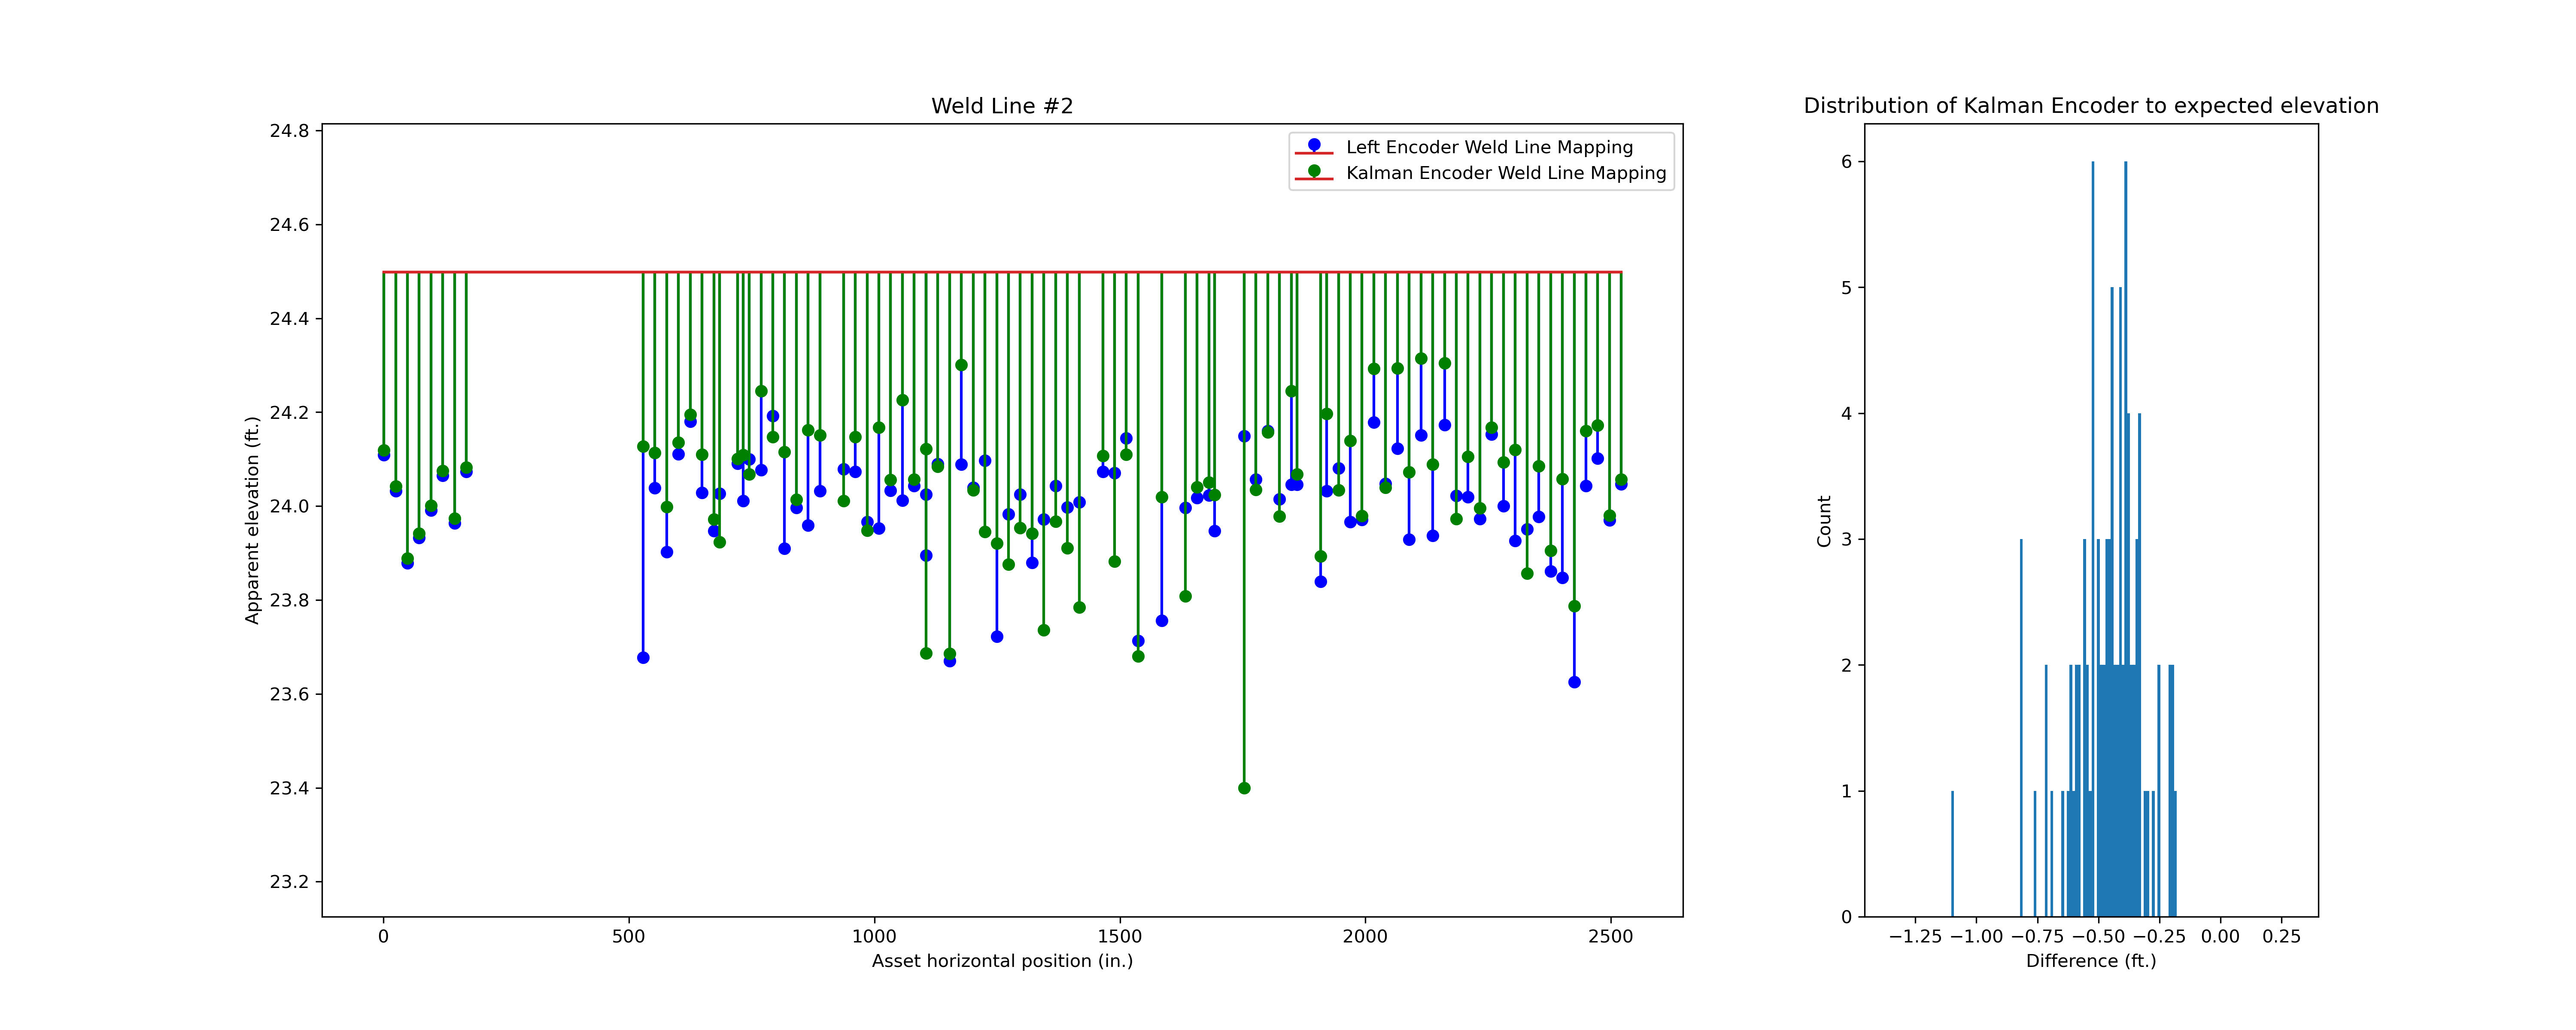 Weld Line #2
24.8
24.6
24.4
24.2
24.0
23.8
23.6
23.4
23.2
Apparent elevation (ft.)
0 500 1000 1500 2000 2500
Asset horizontal position (in.)
Left Encoder Weld Line Mapping
Kalman Encoder Weld Line Mapping
Distribution of Kalman Encoder to expected elevation
6
5
4
3
2
1
0
Count
−1.25 −1.00 −0.75 −0.50 −0.25 0.00 0.25
Difference (ft.)